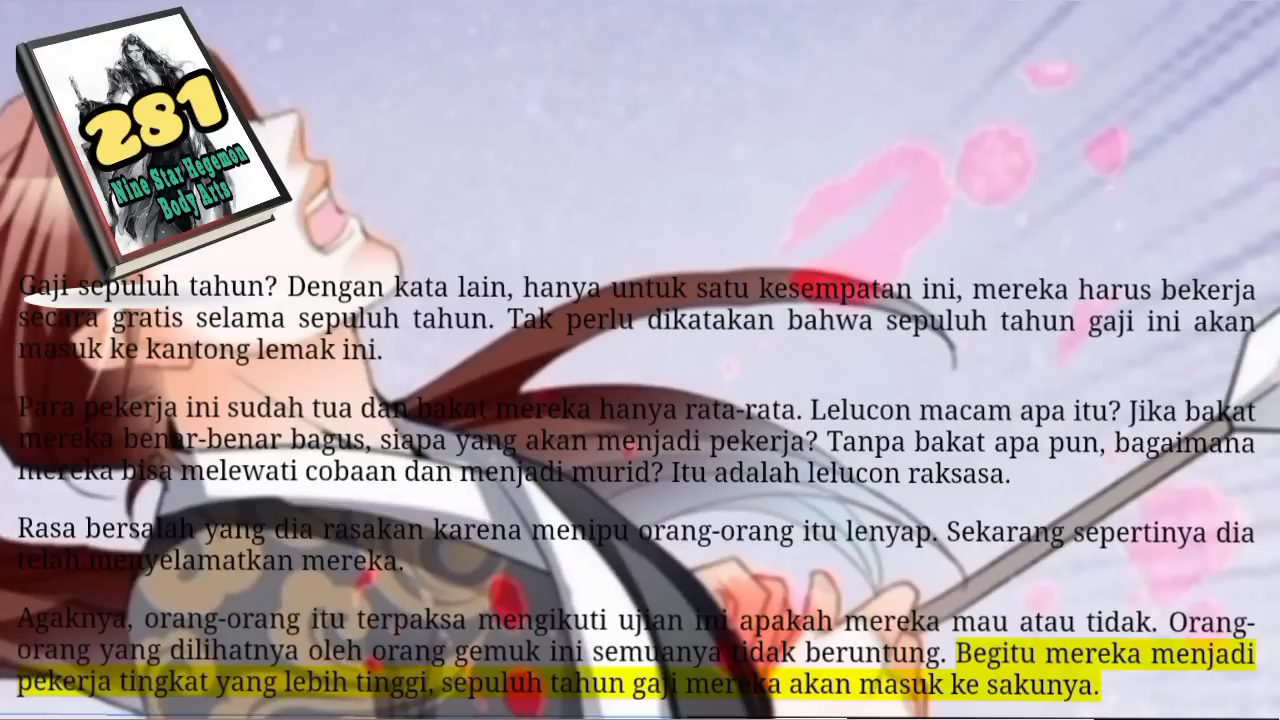 281
Nine Star Hegemon
Body Arts
Gaji sepuluh tahun? Dengan kata lain, hanya untuk satu kesempatan ini, mereka harus bekerja
secara gratis selama sepuluh tahun. Tak perlu dikatakan bahwa sepuluh tahun gaji ini akan
masuk ke kantong lemak ini.
Para pekerja ini sudah tua dan bakat mereka hanya rata-rata. Lelucon macam apa itu? Jika bakat
mereka benar-benar bagus, siapa yang akan menjadi pekerja? Tanpa bakat apa pun, bagaimana
mereka bisa melewati cobaan dan menjadi murid? Itu adalah lelucon raksasa.
Rasa bersalah yang dia rasakan karena menipu orang-orang itu lenyap. Sekarang sepertinya dia
telah menyelamatkan mereka.
Agaknya, orang-orang itu terpaksa mengikuti ujian ini apakah mereka mau atau tidak. Orang-
orang yang dilihatnya oleh orang gemuk ini semuanya tidak beruntung. Begitu mereka menjadi
pekerja tingkat yang lebih tinggi, sepuluh tahun gaji mereka akan masuk ke sakunya.